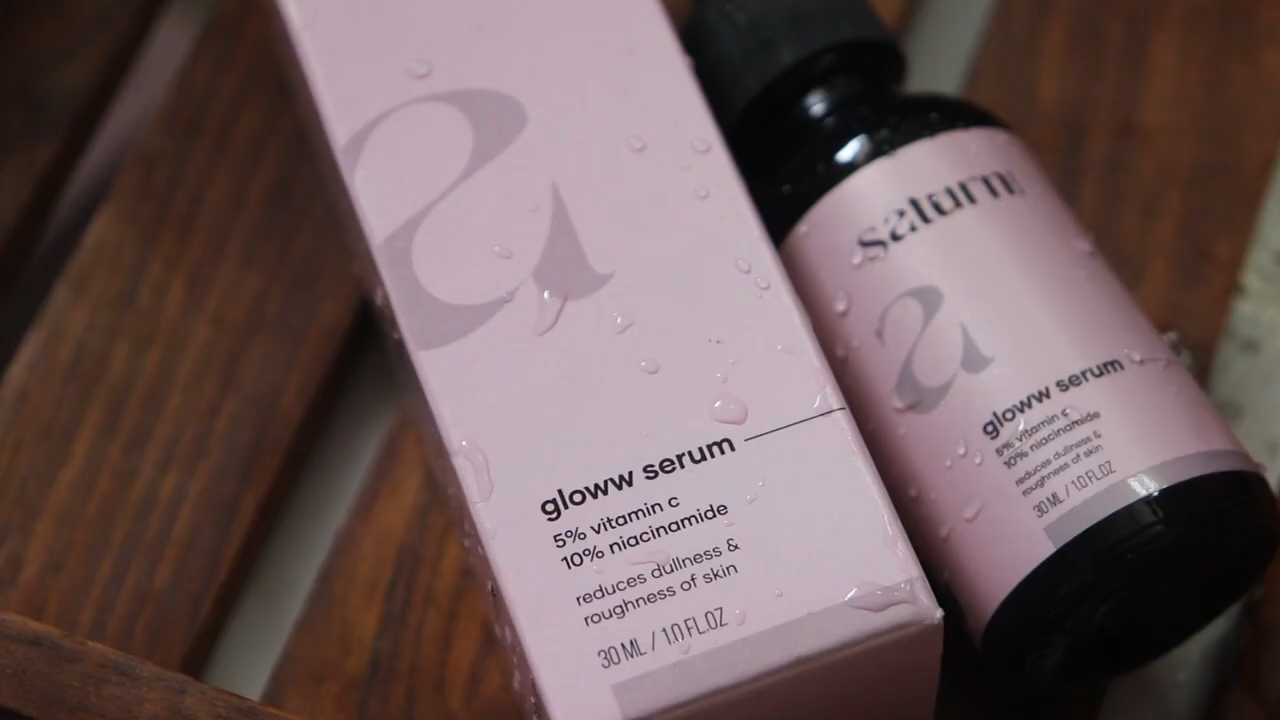 a
gloww serum
5% vitamin c
10% niacinamide
reduces dullness &
roughness of skin
30 ML / 1.0 FL.OZ
saturn
a
gloww serum
5% vitamin c
10% niacinamide
reduces dullness &
roughness of skin
30 ML / 1.0 FL.OZ